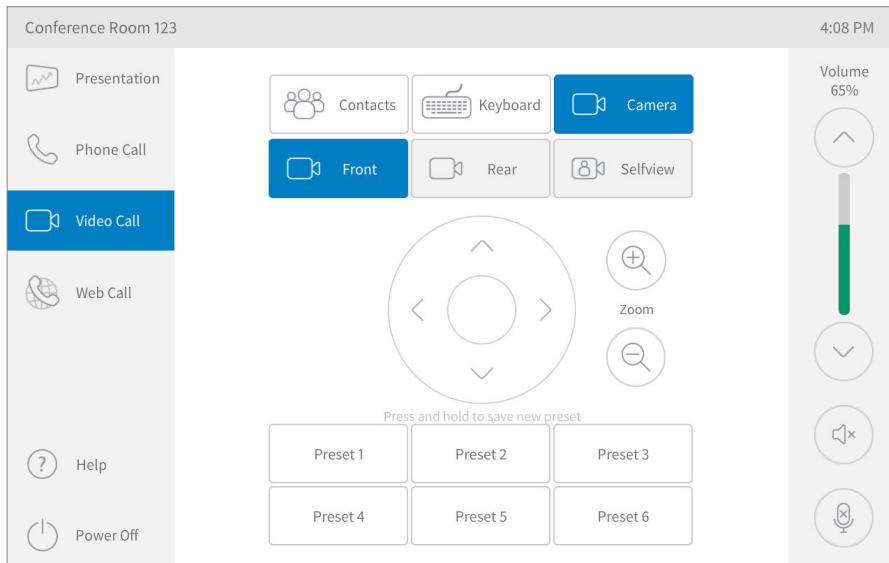 Conference Room 123
4:08 PM
Presentation
Phone Call
Video Call
Web Call
Help
Power Off
Contacts
Keyboard
Camera
Front
Rear
Selfview
Zoom
Press and hold to save new preset
Preset 1
Preset 2
Preset 3
Preset 4
Preset 5
Preset 6
Volume
65%